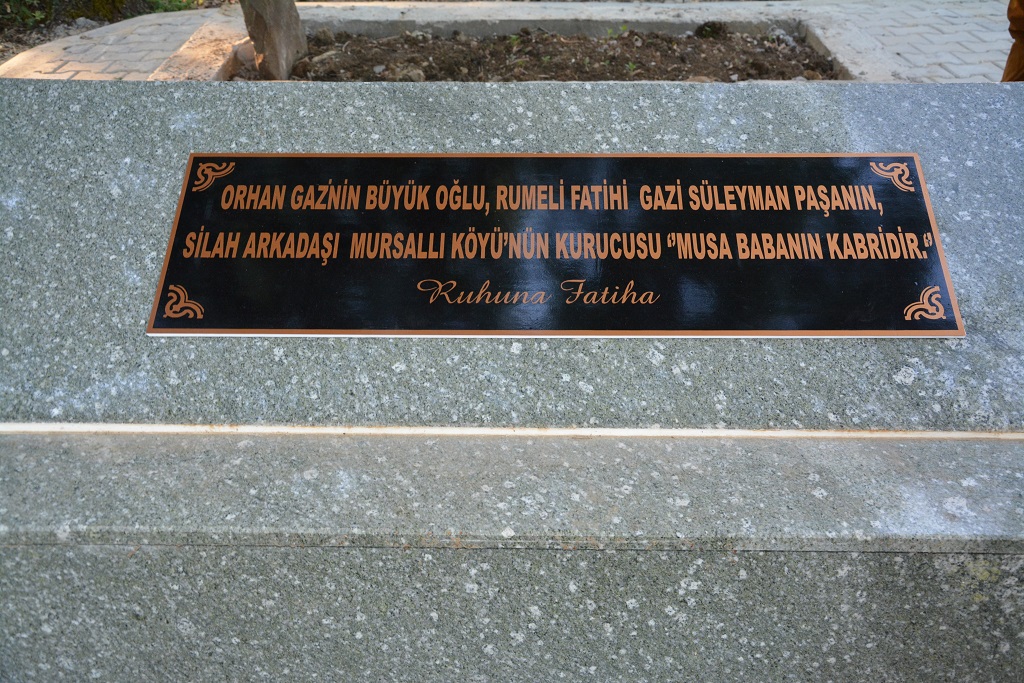 ORHAN GAZİ'NİN BÜYÜK OĞLU, RUMELİ FATİHİ GAZİ SÜLEYMAN PAŞANIN,
SİLAH ARKADAŞI MURSALLI KÖYÜ'NÜN KURUCUSU "MUSA BABANIN KABRİDİR."
Ruhuna Fatiha